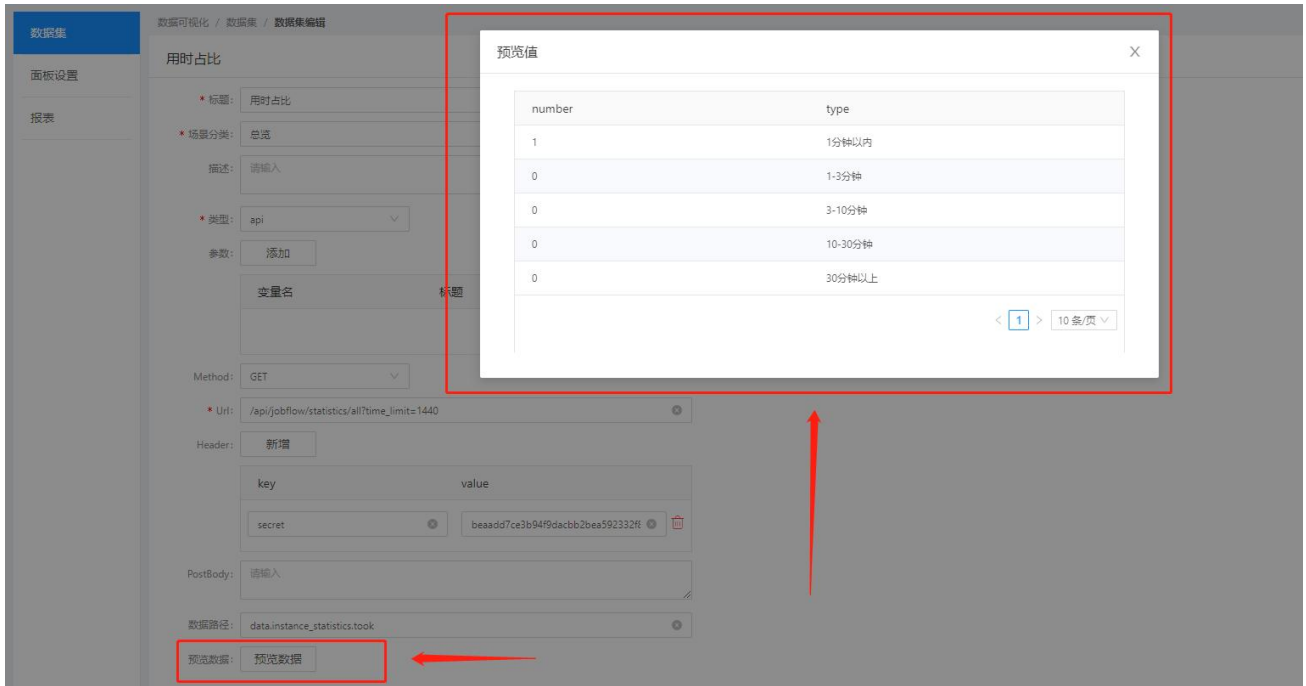 数据集
面板设置
报表
数据可视化 / 数据集 / 数据集编辑
用时占比
* 标题: 用时占比
* 场景分类: 总览
描述: 请输入
* 类型: api
参数: 添加
变量名 标题
Method: GET
* Url: /api/jobflow/statistics/all?time_limit=1440
Header: 新增
key value
secret beaadd7ce3b94f9dacbb2bea592332f8
PostBody: 请输入
数据路径: data.instance_statistics.took
预览数据: 预览数据
预览值 X
number type
1 1分钟以内
0 1-3分钟
0 3-10分钟
0 10-30分钟
0 30分钟以上
< 1 > 10 条/页